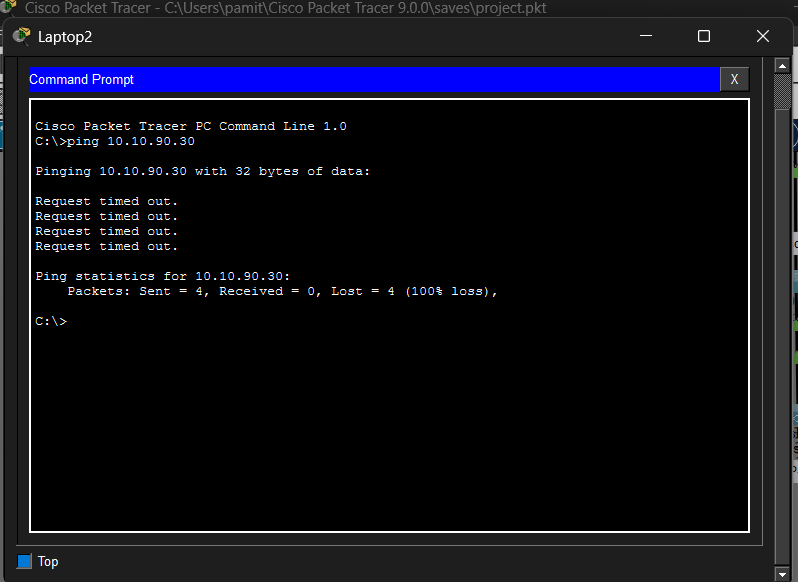 Cisco Packet Tracer - C:\Users\pamit\Cisco Packet Tracer 9.0.0\saves\project.pkt
Laptop2
Command Prompt
X
Cisco Packet Tracer PC Command Line 1.0
C:\>ping 10.10.90.30
Pinging 10.10.90.30 with 32 bytes of data:
Request timed out.
Request timed out.
Request timed out.
Request timed out.
Ping statistics for 10.10.90.30:
Packets: Sent = 4, Received = 0, Lost = 4 (100% loss),
C:\>
Top